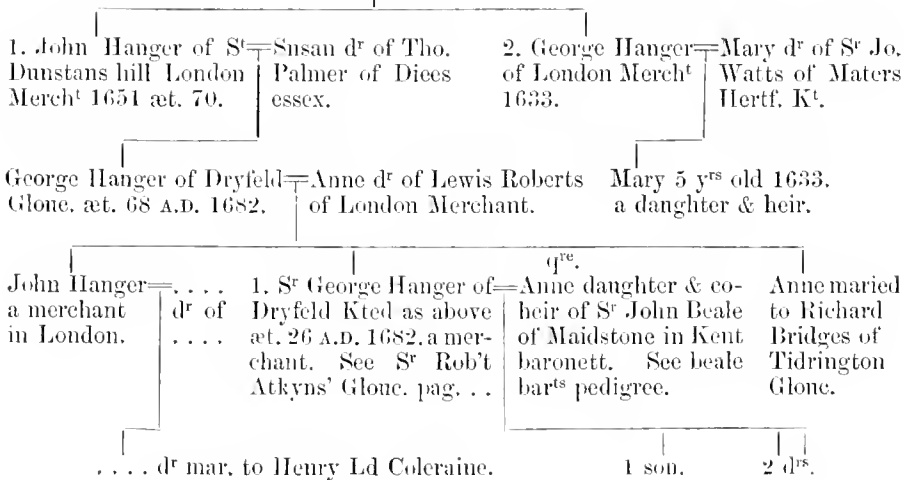 1. John Hanger of Sᵗ
Dunstans hill London
Merchᵗ 1651 æt. 70.
Susan dʳ of Tho.
Palmer of Dices
essex.
2. George Hanger
of London Merchᵗ
1633.
Mary dʳ of Sʳ Jo.
Watts of Maters
Hertf. Kᵗ.
George Hanger of Dryfeld
Glouc. æt. 68 A.D. 1682.
Anne dʳ of Lewis Roberts
of London Merchant.
Mary 5 yʳˢ old 1633.
a daughter & heir.
John Hanger
a merchant
in London.
. . . .
dʳ of
. . . .
1. Sʳ George Hanger of
Dryfeld Kted as above
æt. 26 A.D. 1682. a mer-
chant. See Sʳ Rob't
Atkyns' Glouc. pag. . .
qʳᵉ.
Anne daughter & co-
heir of Sʳ John Beale
of Maidstone in Kent
baronett. See beale
barᵗˢ pedigree.
Anne maried
to Richard
Bridges of
Tidrington
Glouc.
. . . . dʳ mar. to Henry Ld Coleraine.
1 son.
2 dʳˢ.